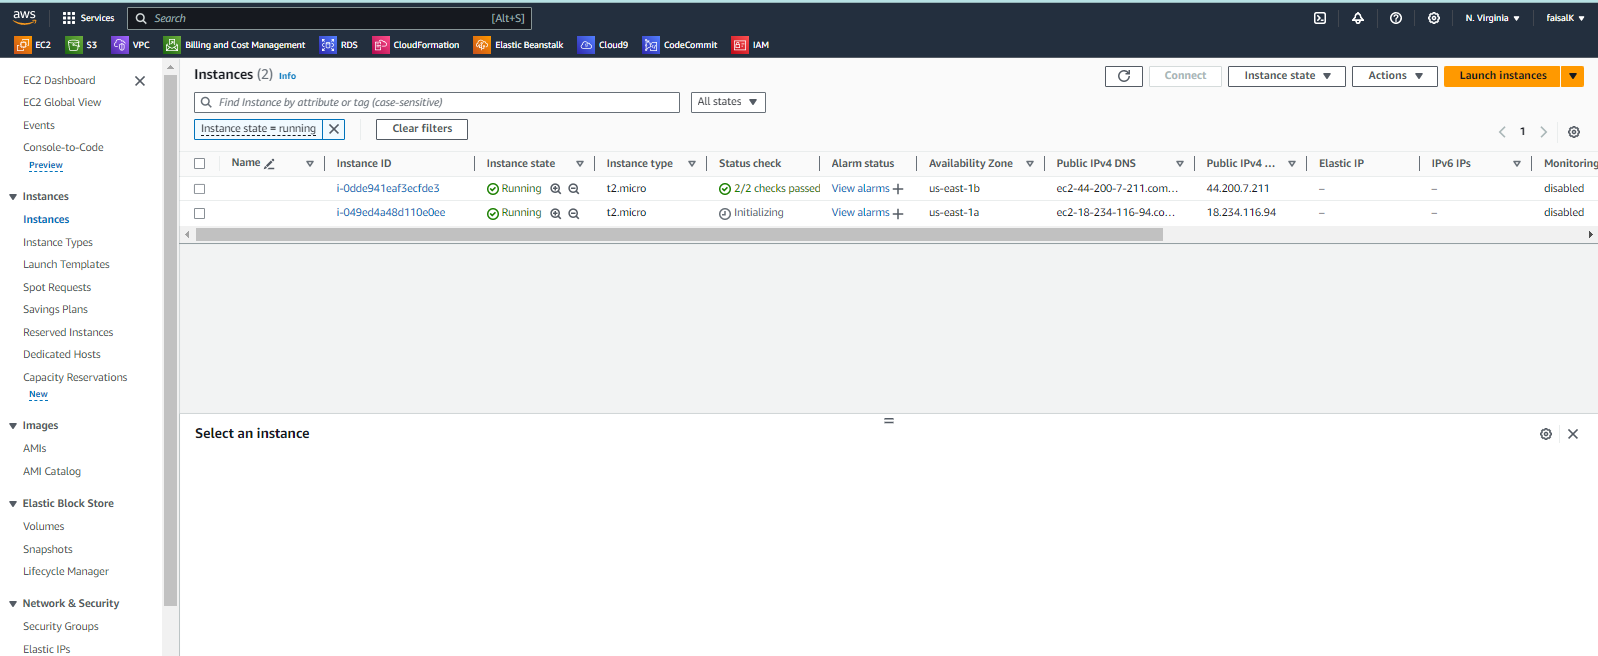 aws Services Search [Alt+S] N. Virginia faisalK
EC2 S3 VPC Billing and Cost Management RDS CloudFormation Elastic Beanstalk Cloud9 CodeCommit IAM
EC2 Dashboard
EC2 Global View
Events
Console-to-Code
Preview
Instances
Instances
Instance Types
Launch Templates
Spot Requests
Savings Plans
Reserved Instances
Dedicated Hosts
Capacity Reservations
New
Images
AMIs
AMI Catalog
Elastic Block Store
Volumes
Snapshots
Lifecycle Manager
Network & Security
Security Groups
Elastic IPs
Instances (2) Info Connect Instance state Actions Launch instances
Find Instance by attribute or tag (case-sensitive) All states
Instance state = running Clear filters 1
Name Instance ID Instance state Instance type Status check Alarm status Availability Zone Public IPv4 DNS Public IPv4 ... Elastic IP IPv6 IPs Monitoring
i-0dde941eaf3ecfde3 Running t2.micro 2/2 checks passed View alarms + us-east-1b ec2-44-200-7-211.com... 44.200.7.211 – – disabled
i-049ed4a48d110e0ee Running t2.micro Initializing View alarms + us-east-1a ec2-18-234-116-94.co... 18.234.116.94 – – disabled
Select an instance